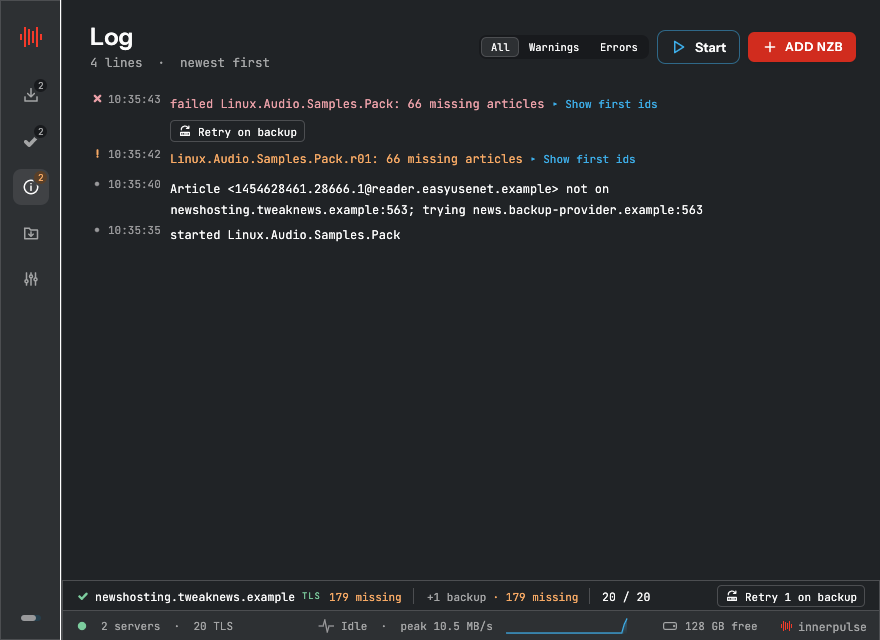 Log
4 lines · newest first
All Warnings Errors
Start
+ ADD NZB
2
2
2
10:35:43 failed Linux.Audio.Samples.Pack: 66 missing articles ▸ Show first ids
Retry on backup
! 10:35:42 Linux.Audio.Samples.Pack.r01: 66 missing articles ▸ Show first ids
• 10:35:40 Article <1454628461.28666.1@reader.easyusenet.example> not on
newshosting.tweaknews.example:563; trying news.backup-provider.example:563
• 10:35:35 started Linux.Audio.Samples.Pack
newshosting.tweaknews.example TLS 179 missing +1 backup · 179 missing 20 / 20 Retry 1 on backup
2 servers · 20 TLS Idle · peak 10.5 MB/s 128 GB free innerpulse